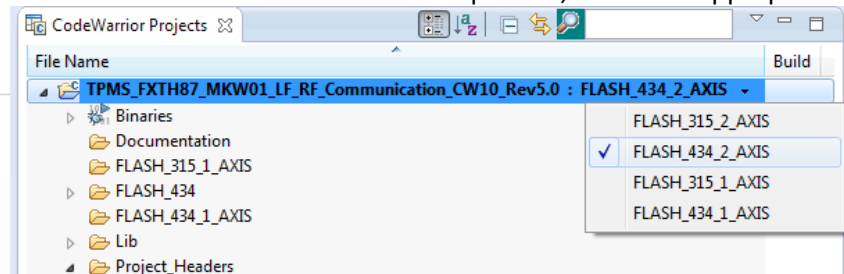 CodeWarrior Projects
File Name Build
TPMS_FXTH87_MKW01_LF_RF_Communication_CW10_Rev5.0 : FLASH_434_2_AXIS
Binaries
FLASH_315_2_AXIS
Documentation
FLASH_434_2_AXIS
FLASH_315_1_AXIS
FLASH_434
FLASH_315_1_AXIS
FLASH_434_1_AXIS
FLASH_434_1_AXIS
Lib
Project_Headers